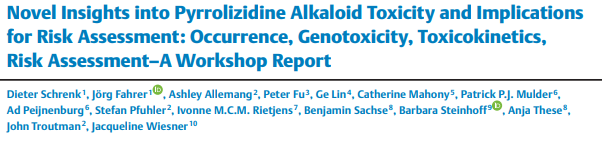 Novel Insights into Pyrrolizidine Alkaloid Toxicity and Implications
for Risk Assessment: Occurrence, Genotoxicity, Toxicokinetics,
Risk Assessment–A Workshop Report
Dieter Schrenk1, Jörg Fahrer1 iD, Ashley Allemang2, Peter Fu3, Ge Lin4, Catherine Mahony5, Patrick P.J. Mulder6,
Ad Peijnenburg6, Stefan Pfuhler2, Ivonne M.C.M. Rietjens7, Benjamin Sachse8, Barbara Steinhoff9 iD, Anja These8,
John Troutman2, Jacqueline Wiesner10